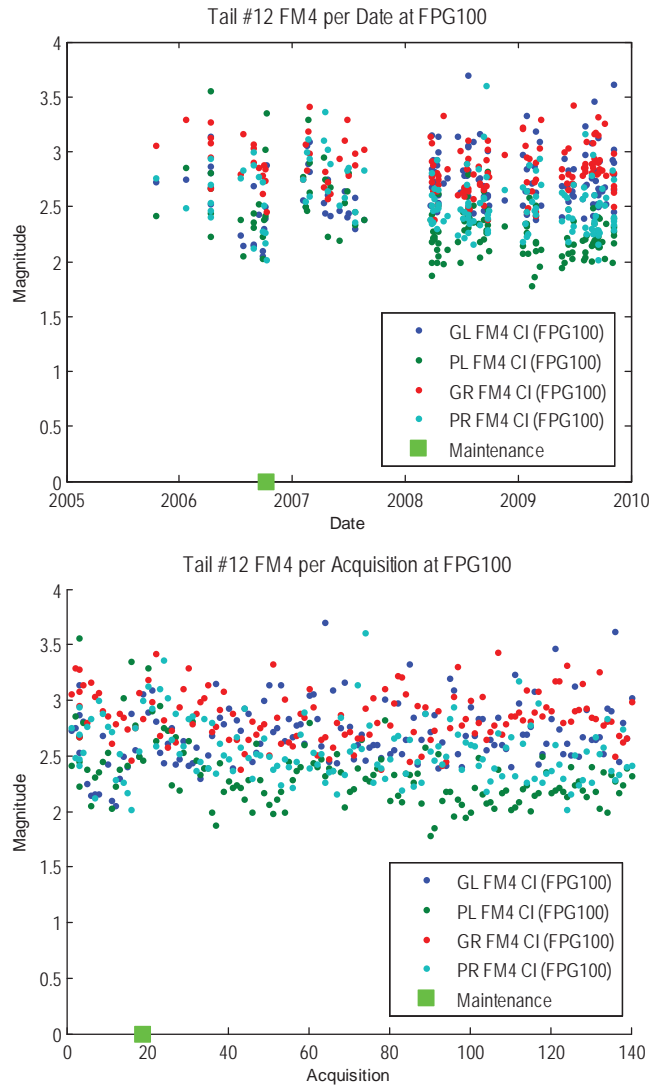 Tail #12 FM4 per Date at FPG100
4
3.5
3
2.5
2
1.5
1
0.5
0
Magnitude
GL FM4 CI (FPG100)
PL FM4 CI (FPG100)
GR FM4 CI (FPG100)
PR FM4 CI (FPG100)
Maintenance
2005 2006 2007 2008 2009 2010
Date
Tail #12 FM4 per Acquisition at FPG100
4
3.5
3
2.5
2
1.5
1
0.5
0
Magnitude
GL FM4 CI (FPG100)
PL FM4 CI (FPG100)
GR FM4 CI (FPG100)
PR FM4 CI (FPG100)
Maintenance
0 20 40 60 80 100 120 140
Acquisition